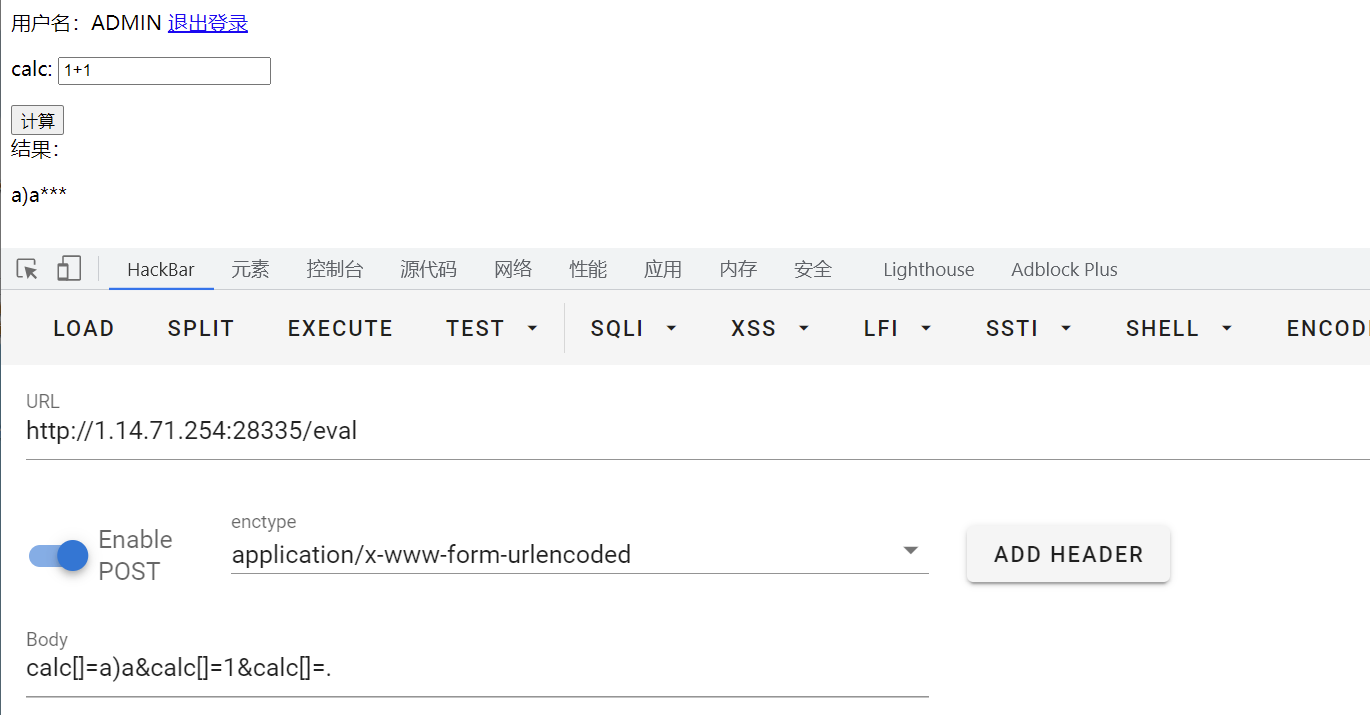 用户名：ADMIN 退出登录
calc: 1+1
计算
结果：
a)a***
HackBar 元素 控制台 源代码 网络 性能 应用 内存 安全 Lighthouse Adblock Plus
LOAD SPLIT EXECUTE TEST SQLI XSS LFI SSTI SHELL ENCODI
URL
http://1.14.71.254:28335/eval
Enable POST
enctype
application/x-www-form-urlencoded
ADD HEADER
Body
calc[]=a)a&calc[]=1&calc[]=.